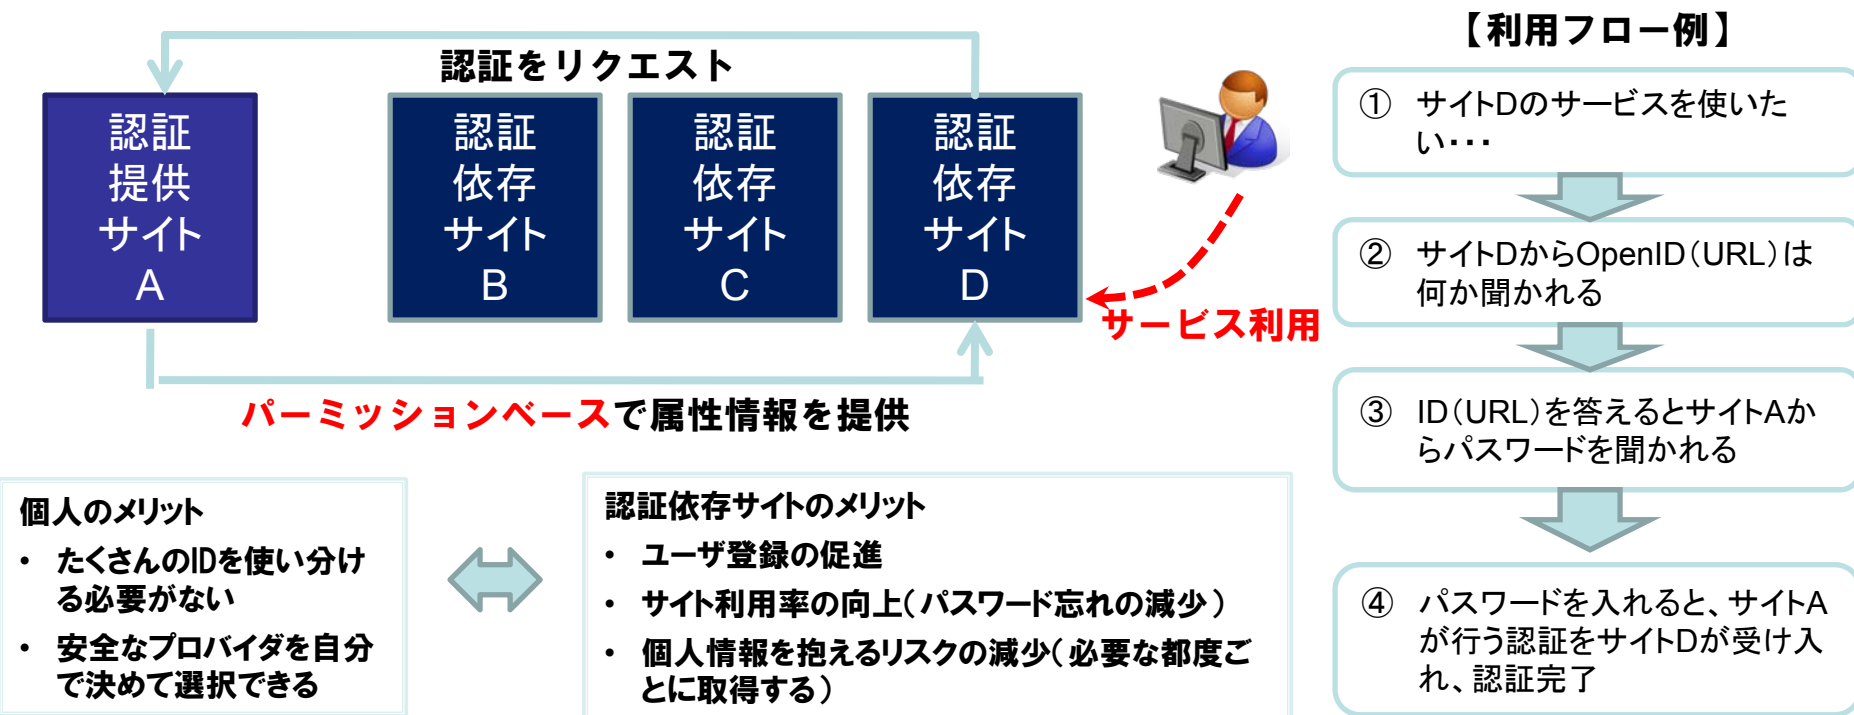 認証をリクエスト
認証
提供
サイト
A
認証
依存
サイト
B
認証
依存
サイト
C
認証
依存
サイト
D
サービス利用
パーミッションベースで属性情報を提供
個人のメリット
• たくさんのIDを使い分け
る必要がない
• 安全なプロバイダを自分
で決めて選択できる
認証依存サイトのメリット
• ユーザ登録の促進
• サイト利用率の向上(パスワード忘れの減少)
• 個人情報を抱えるリスクの減少(必要な都度ご
とに取得する)
【利用フロー例】
① サイトDのサービスを使いた
い・・・
② サイトDからOpenID(URL)は
何か聞かれる
③ ID(URL)を答えるとサイトAか
らパスワードを聞かれる
④ パスワードを入れると、サイトA
が行う認証をサイトDが受け入
れ、認証完了